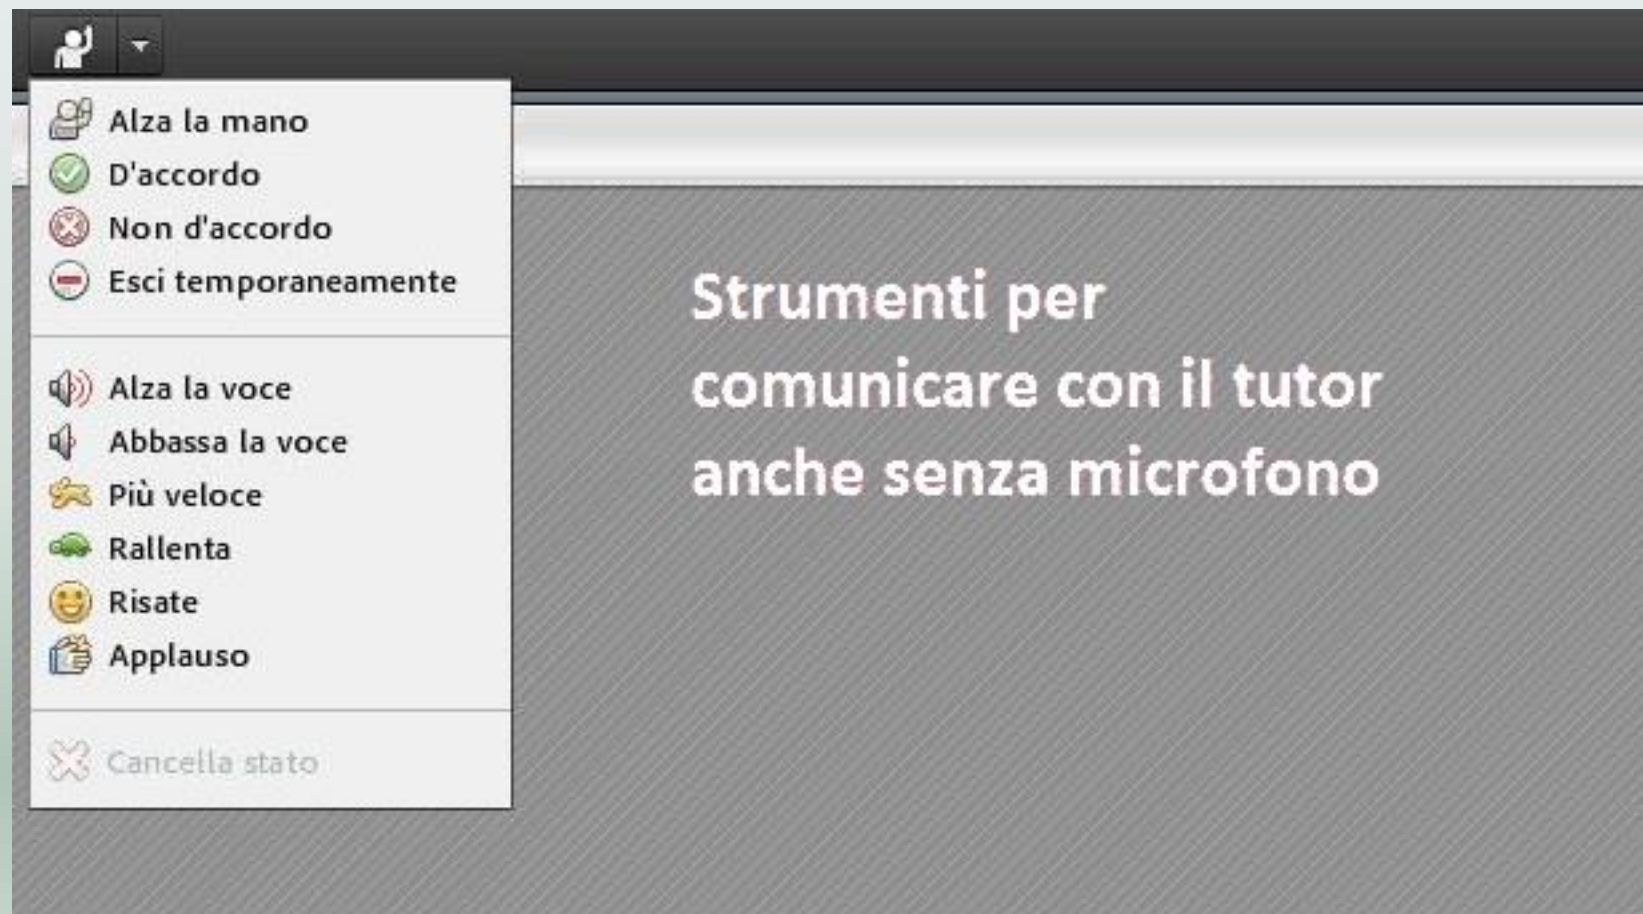 Alza la mano
D'accordo
Non d'accordo
Esci temporaneamente
Alza la voce
Abbassa la voce
Più veloce
Rallenta
Risate
Applauso
Cancella stato
Strumenti per
comunicare con il tutor
anche senza microfono